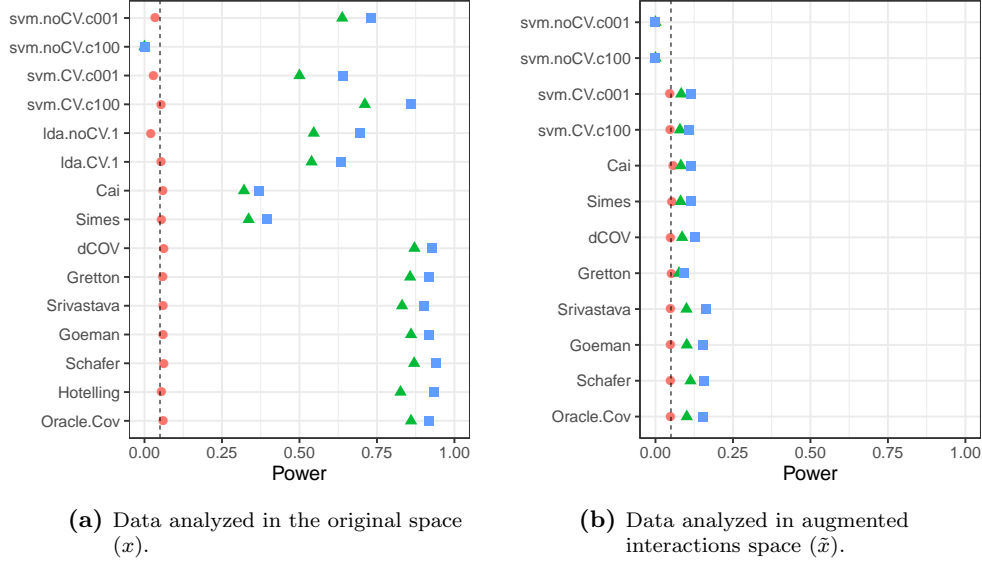 svm.noCV.c001
svm.noCV.c100
svm.CV.c001
svm.CV.c100
lda.noCV.1
lda.CV.1
Cai
Simes
dCOV
Gretton
Srivastava
Goeman
Schafer
Hotelling
Oracle.Cov
0.00 0.25 0.50 0.75 1.00
Power
(a) Data analyzed in the original space
(x).
svm.noCV.c001
svm.noCV.c100
svm.CV.c001
svm.CV.c100
Cai
Simes
dCOV
Gretton
Srivastava
Goeman
Schafer
Oracle.Cov
0.00 0.25 0.50 0.75 1.00
Power
(b) Data analyzed in augmented
interactions space (x̃).